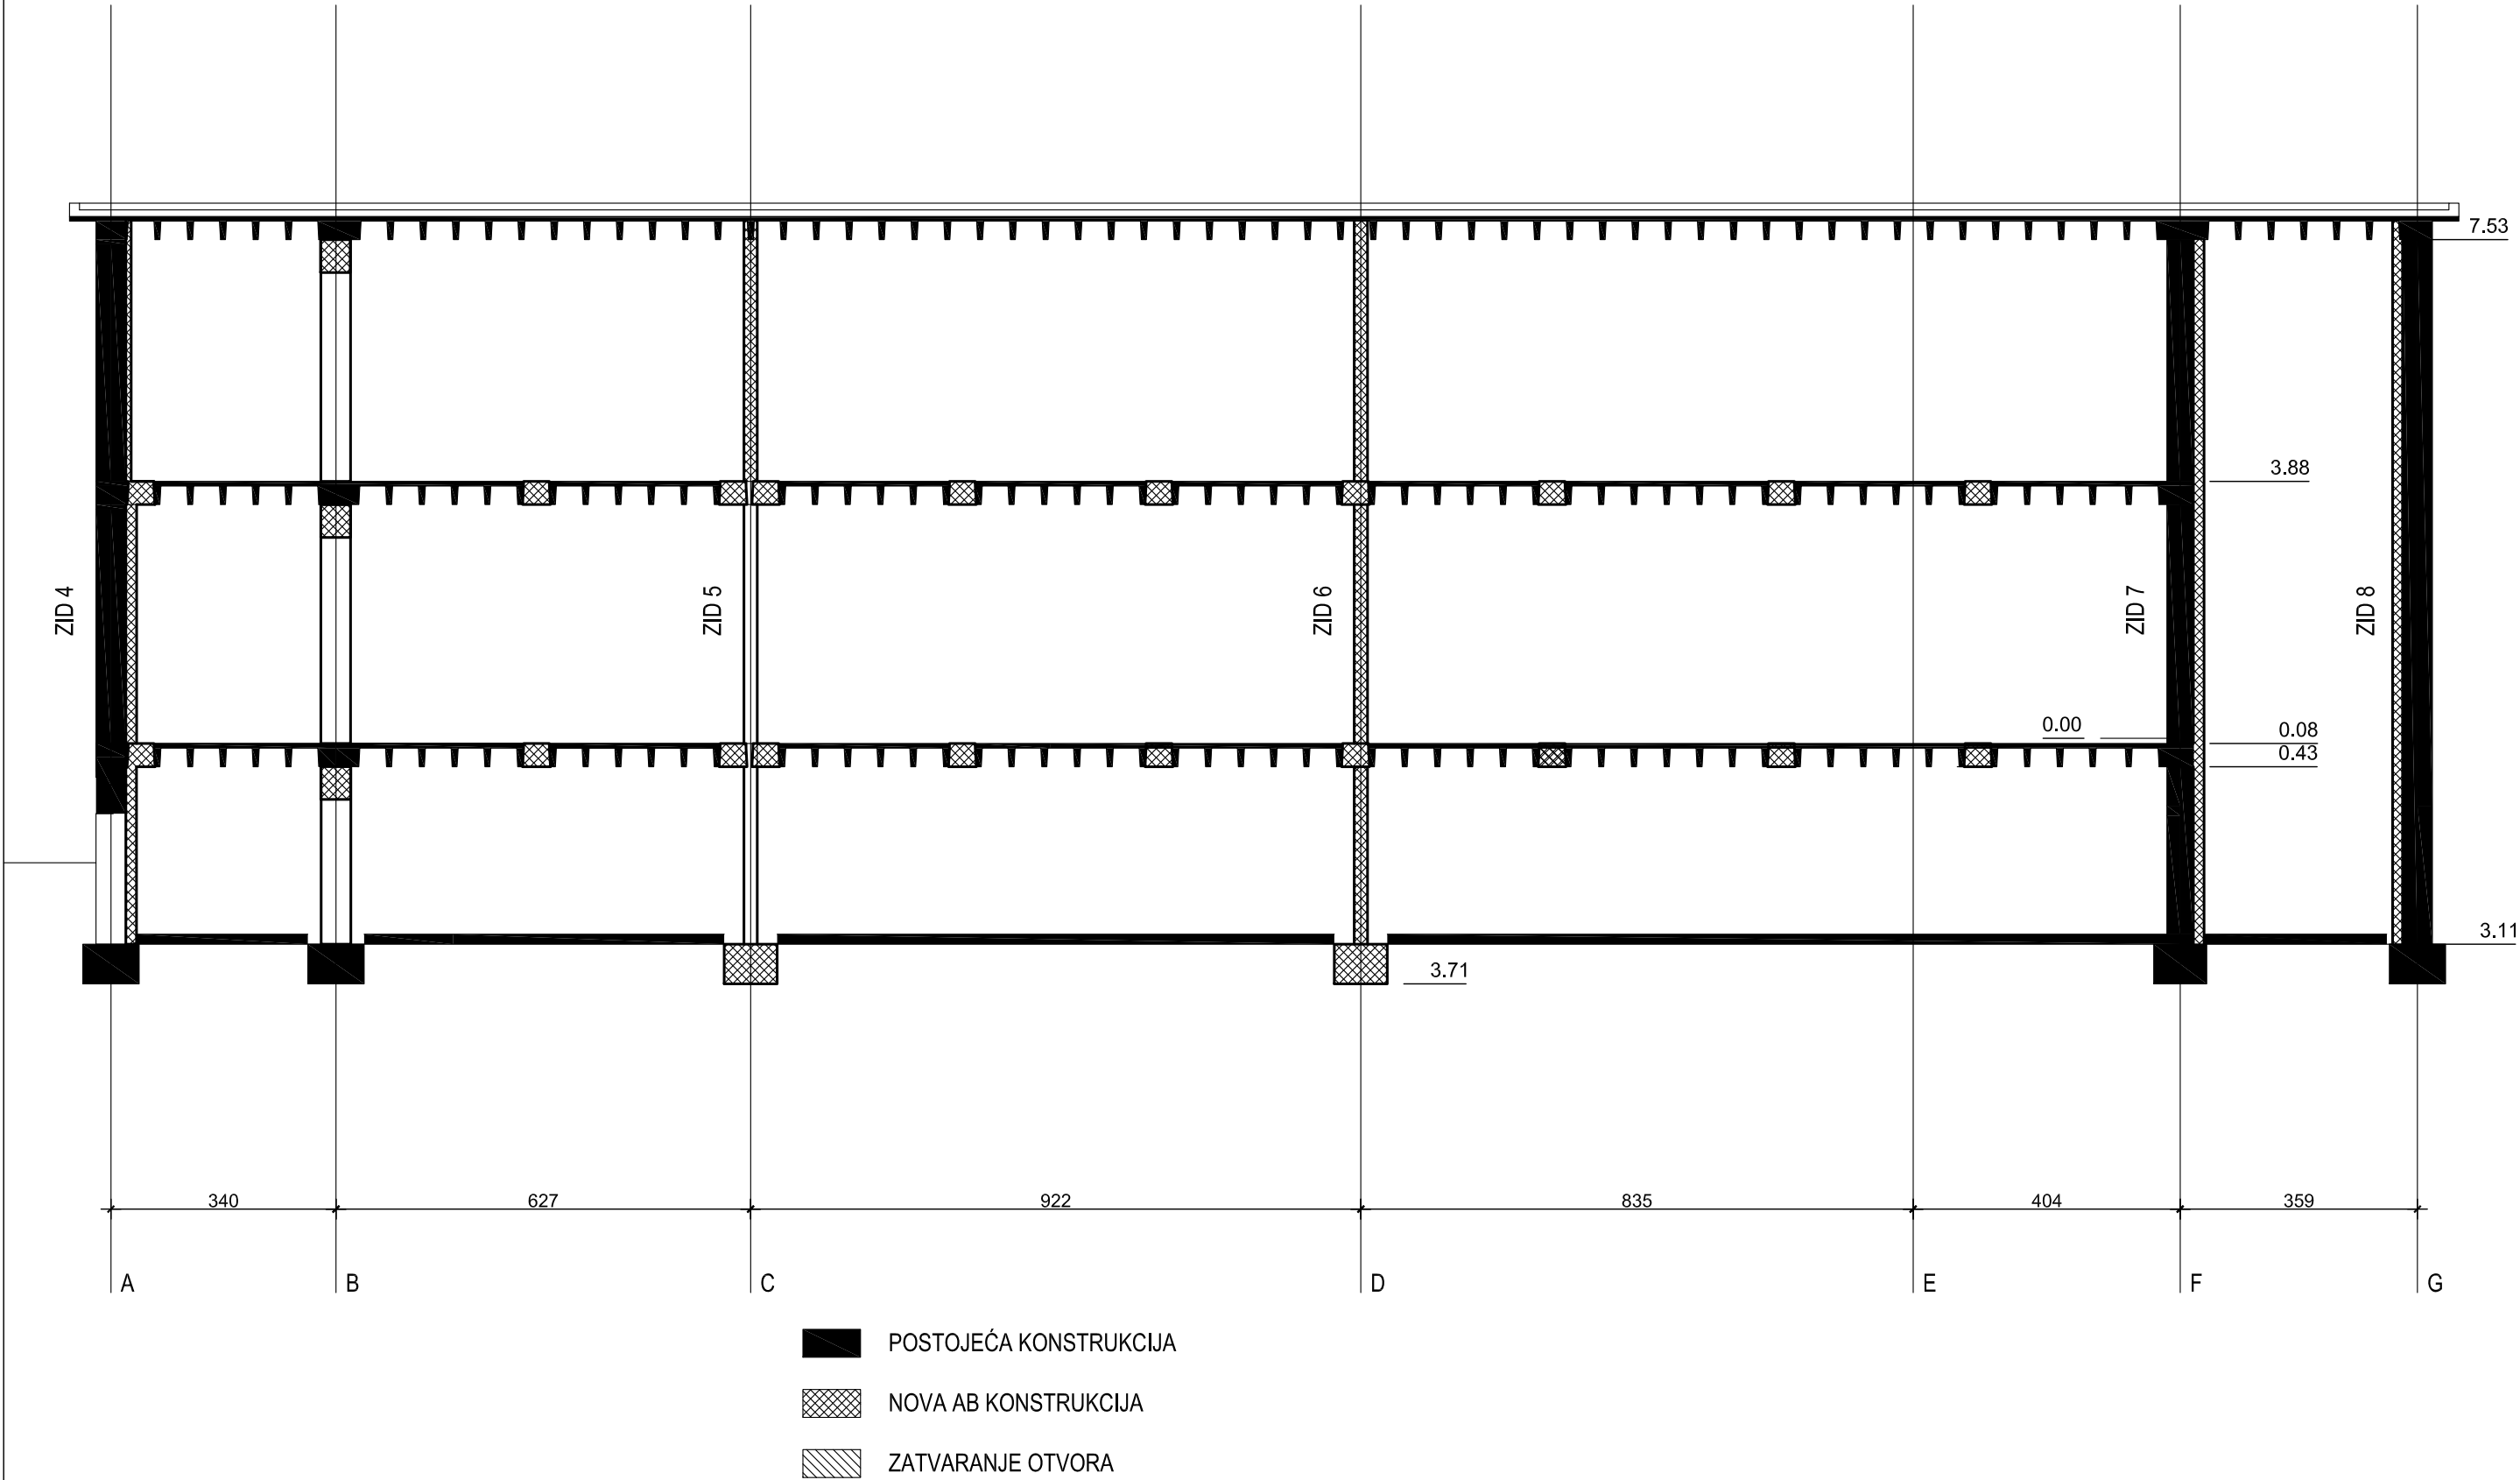 7.53
3.88
ZID 4
ZID 5
ZID 6
ZID 7
ZID 8
0.00
0.08
0.43
3.11
3.71
340 627 922 835 404 359
A B C D E F G
POSTOJEĆA KONSTRUKCIJA
NOVA AB KONSTRUKCIJA
ZATVARANJE OTVORA